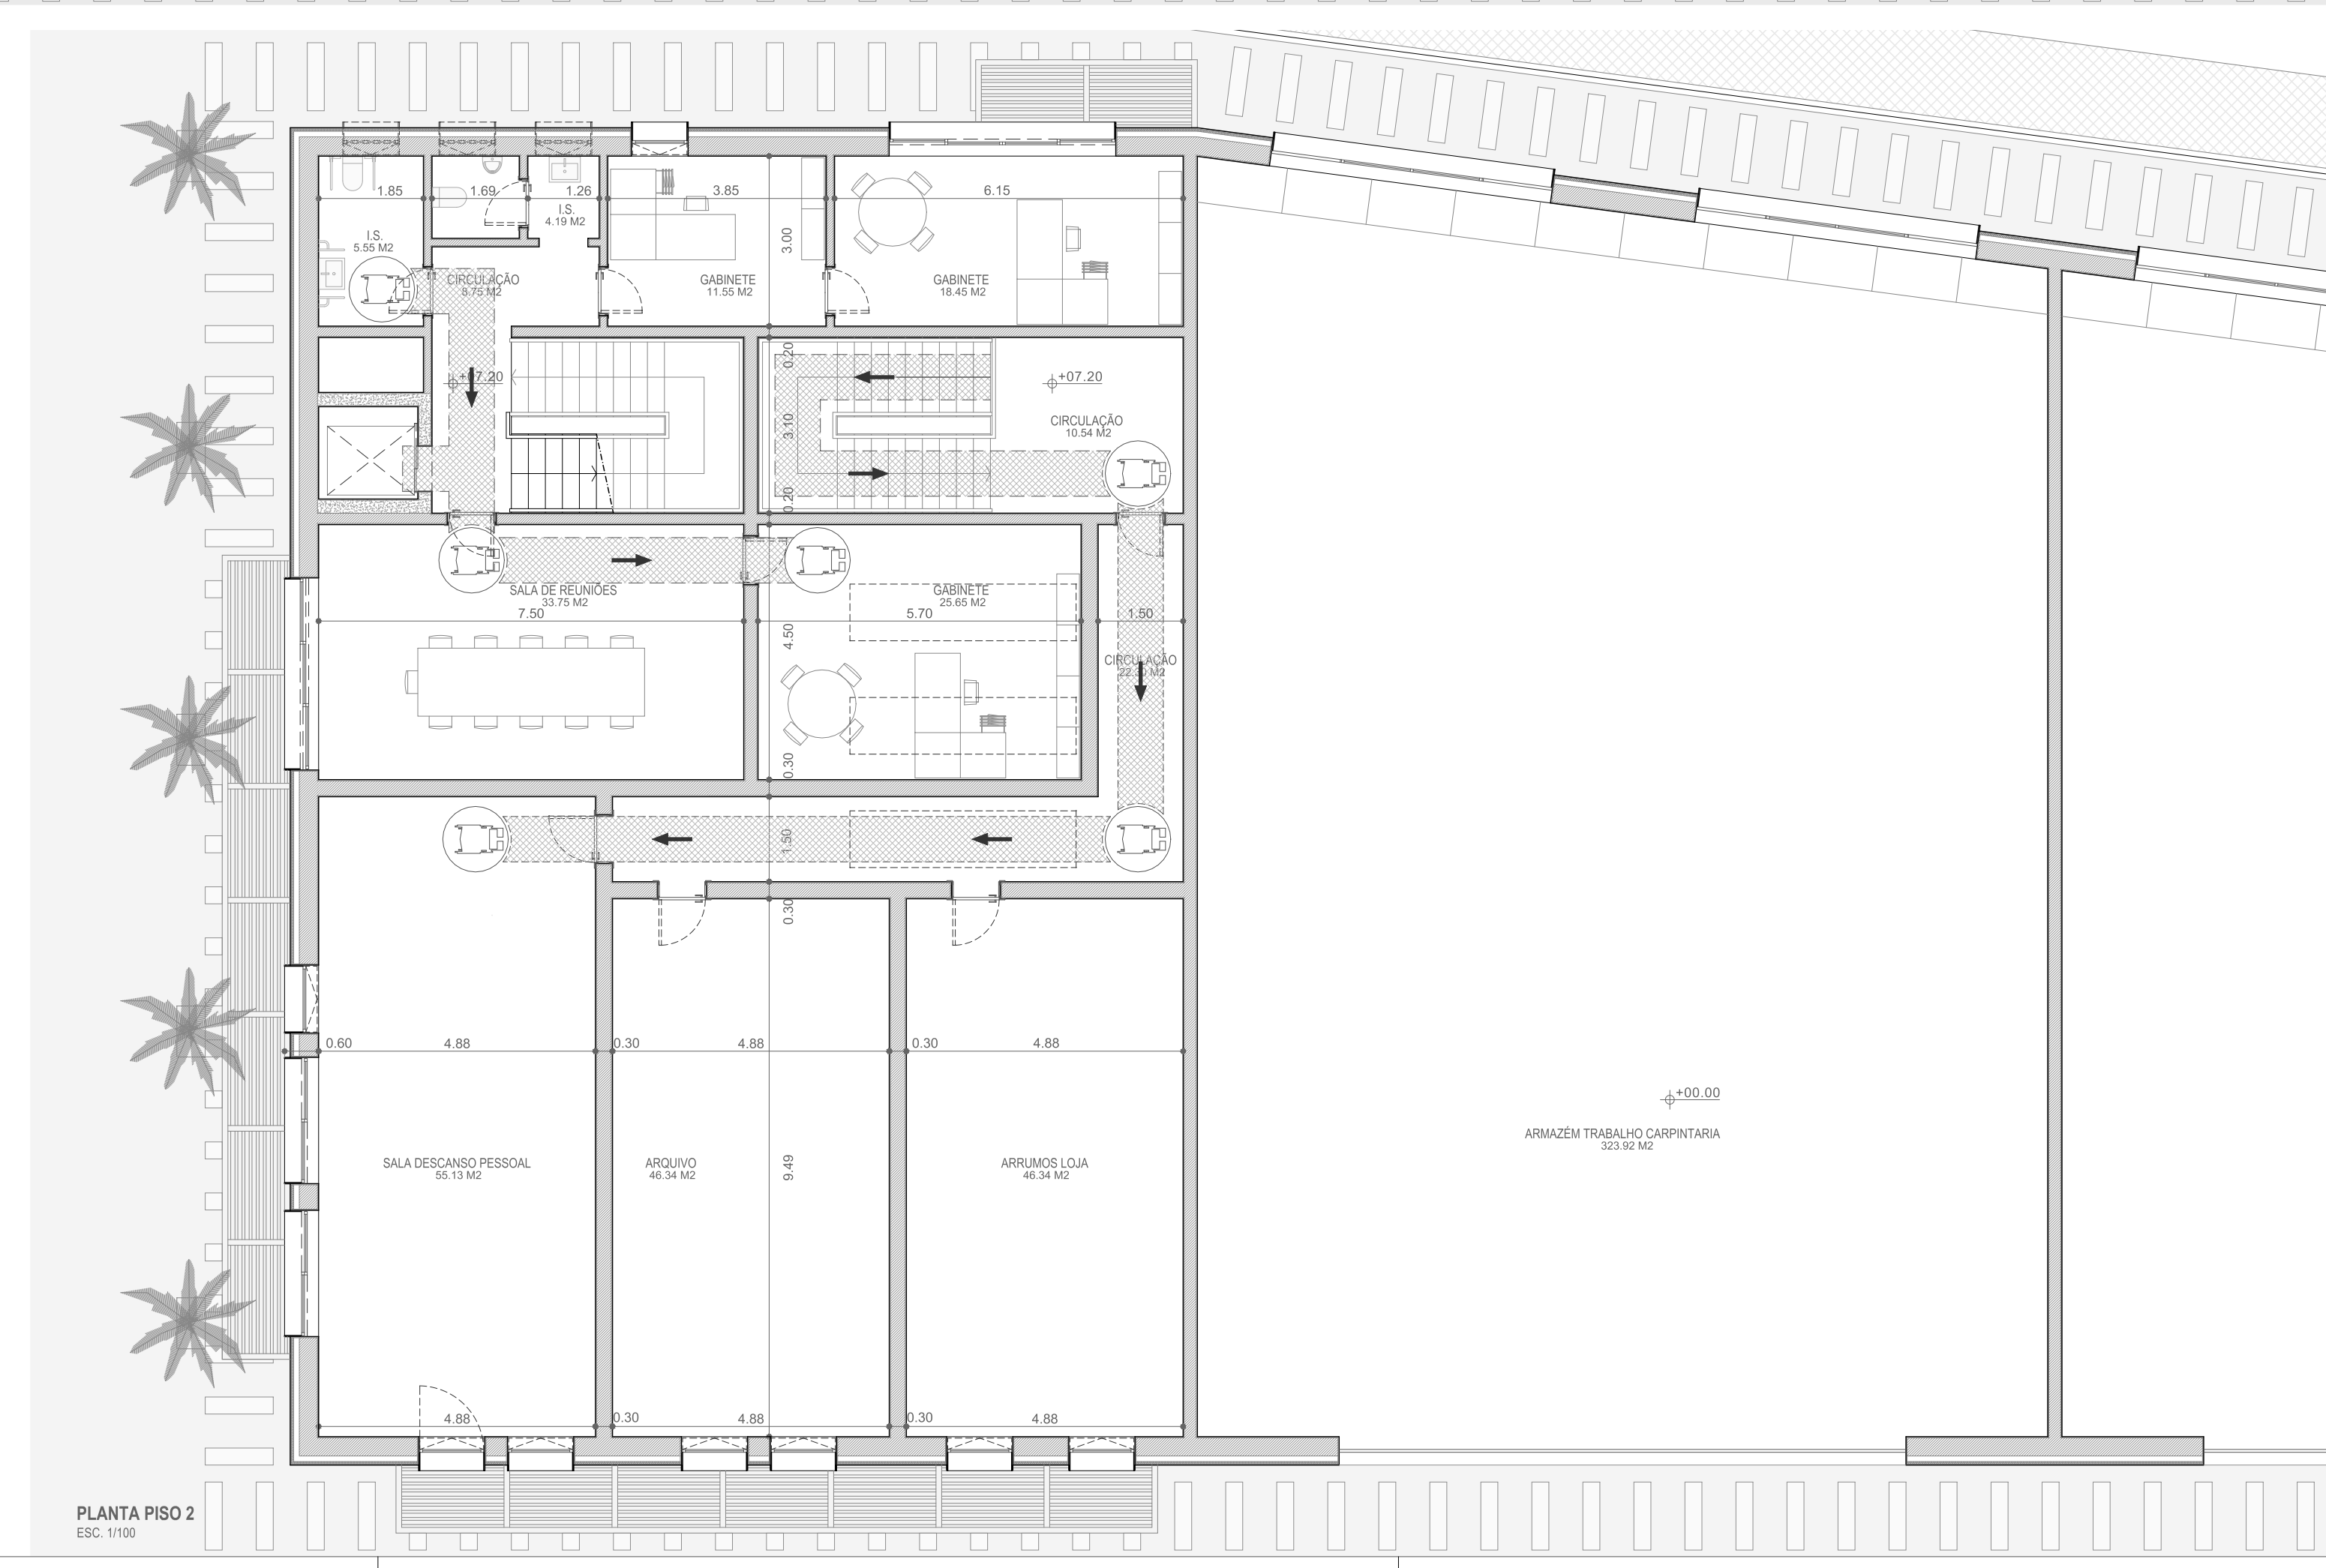 1.85
1.69
1.26
3.85
6.15
I.S.
4.19 M2
I.S.
5.55 M2
3.00
CIRCULAÇÃO
8.75 M2
GABINETE
11.55 M2
GABINETE
18.45 M2
0.20
+07.20
+07.20
3.10
CIRCULAÇÃO
10.54 M2
0.20
SALA DE REUNIÕES
33.75 M2
7.50
GABINETE
25.65 M2
5.70
1.50
4.50
CIRCULAÇÃO
M2
0.30
1.50
0.30
0.60
4.88
0.30
4.88
0.30
4.88
+00.00
ARMAZÉM TRABALHO CARPINTARIA
323.92 M2
SALA DESCANSO PESSOAL
55.13 M2
ARQUIVO
46.34 M2
9.49
ARRUMOS LOJA
46.34 M2
4.88
0.30
4.88
0.30
4.88
PLANTA PISO 2
ESC. 1/100